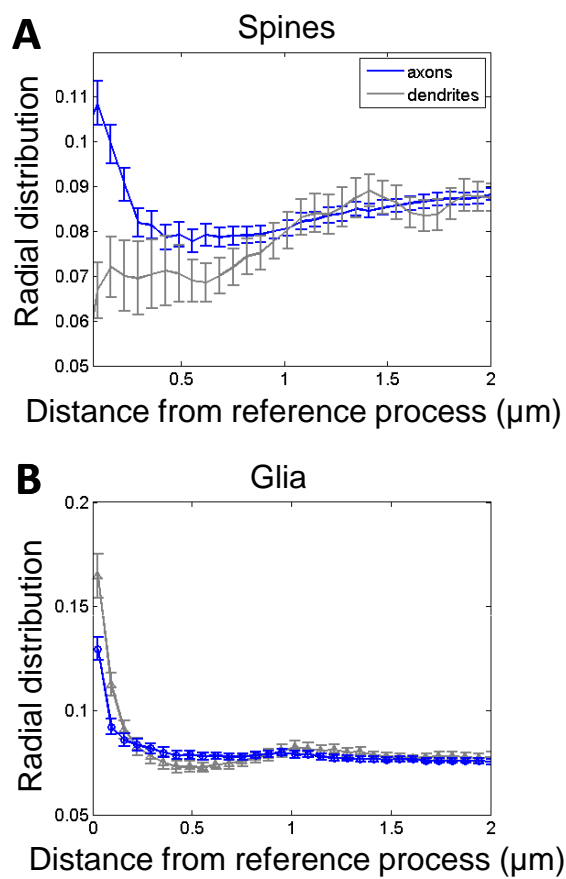 A
Spines
Radial distribution
0.11
0.1
0.09
0.08
0.07
0.06
0.05
axons
dendrites
0.5
1
1.5
2
Distance from reference process (µm)
B
Glia
Radial distribution
0.2
0.15
0.1
0.05
0
0.5
1
1.5
2
Distance from reference process (µm)